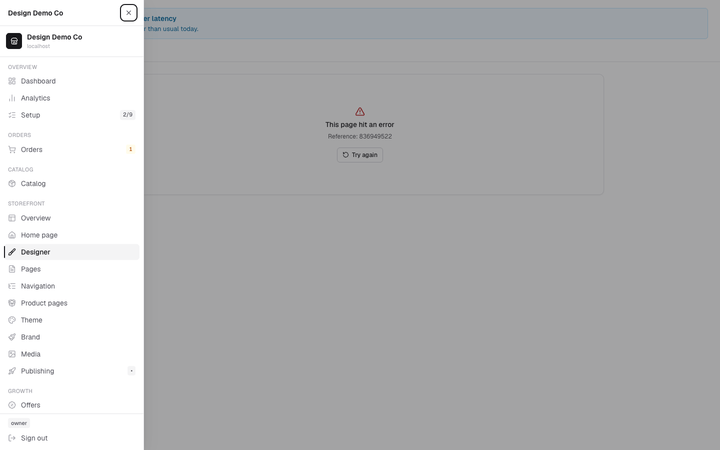 Design Demo Co
Design Demo Co
localhost
OVERVIEW
Dashboard
Analytics
Setup 2/9
ORDERS
Orders 1
CATALOG
Catalog
STOREFRONT
Overview
Home page
Designer
Pages
Navigation
Product pages
Theme
Brand
Media
Publishing -
GROWTH
Offers
owner
Sign out
er latency
r than usual today.
This page hit an error
Reference: 836949522
Try again